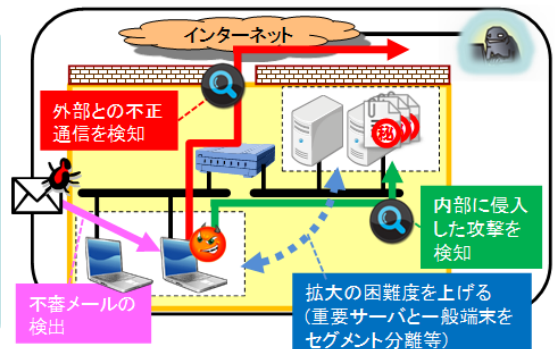 インターネット
外部との不正
通信を検知
㊙
内部に侵入
した攻撃を
検知
不審メールの
検出
拡大の困難度を上げる
(重要サーバと一般端末を
セグメント分離等)